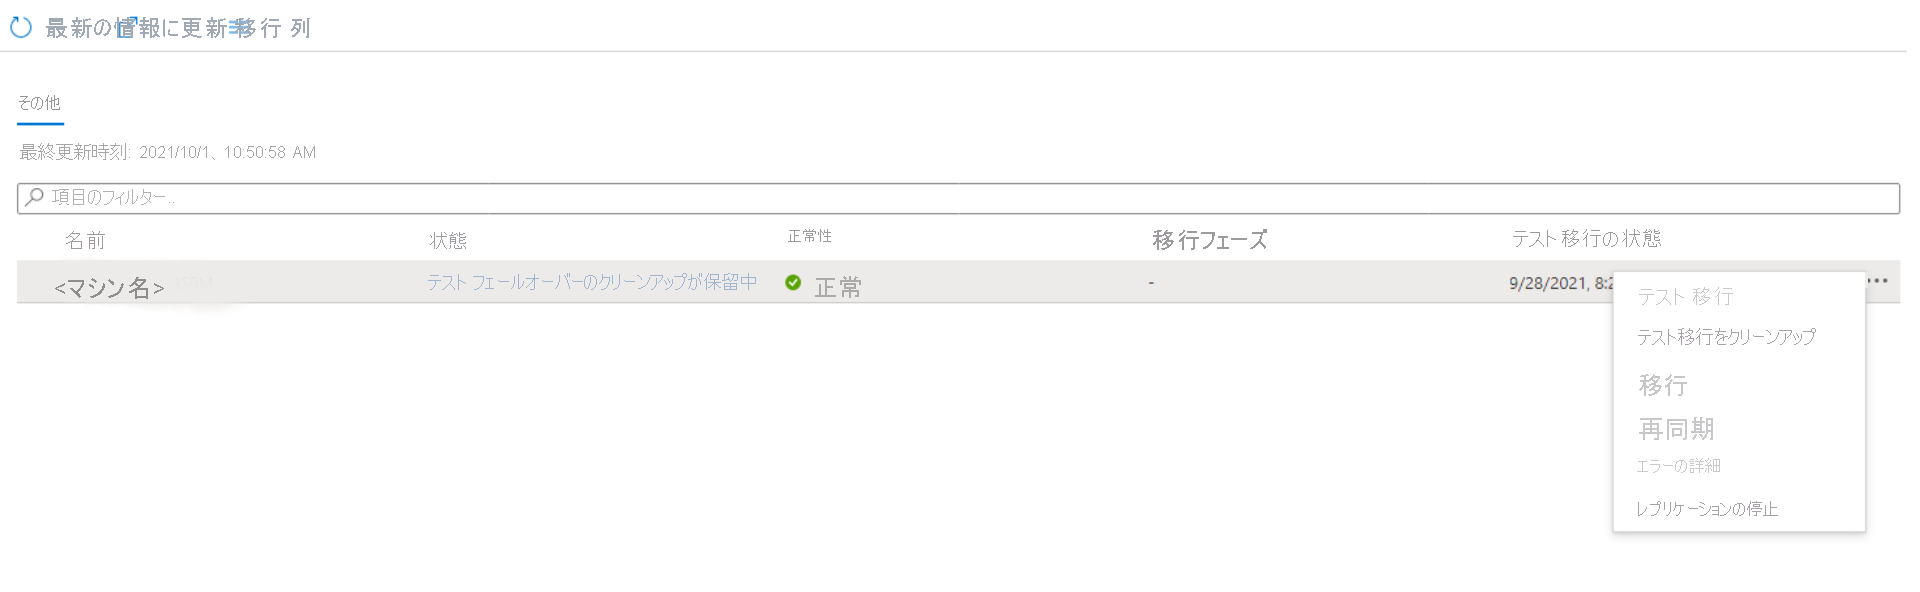 最新の情報に更新 移行 列
その他
最終更新時刻: 2021/10/1、10:50:58 AM
項目のフィルター..
名前 状態 正常性 移行フェーズ テスト移行の状態
<マシン名> テスト フェールオーバーのクリーンアップが保留中 正常 - 9/28/2021, 8:2 ...
テスト 移行
テスト移行をクリーンアップ
移行
再同期
エラーの詳細
レプリケーションの停止